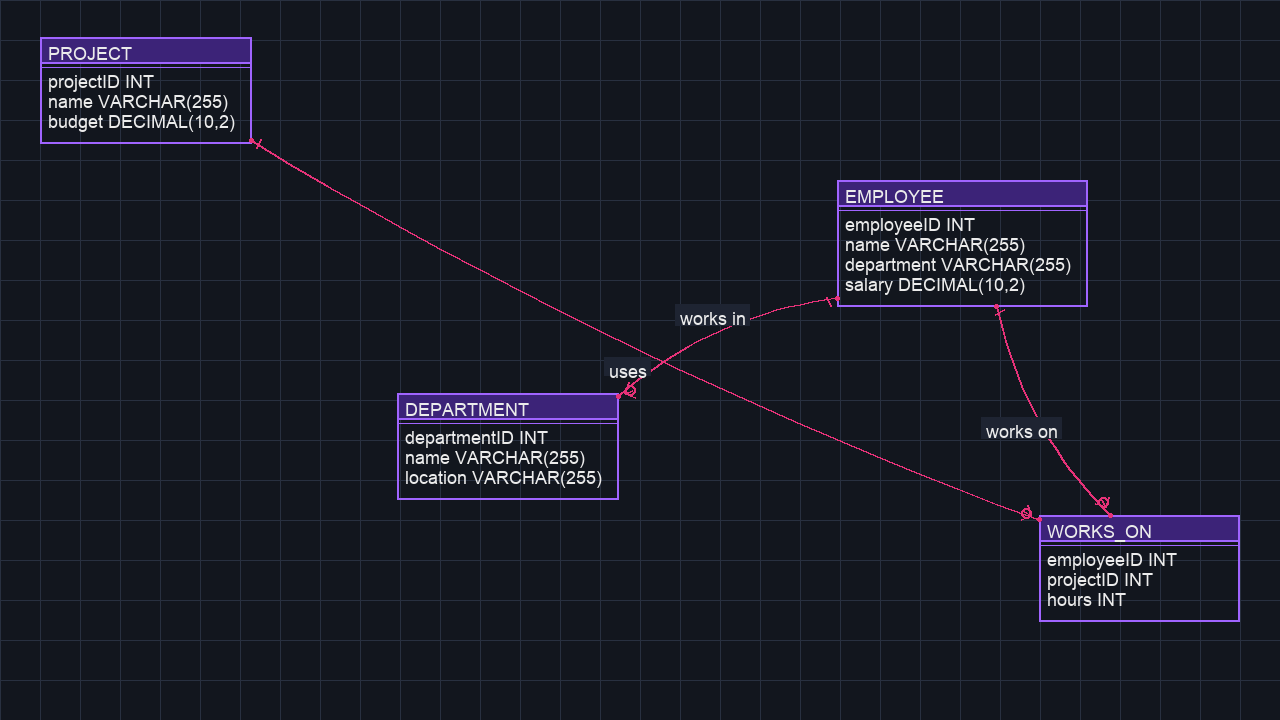 PROJECT
projectID INT
name VARCHAR(255)
budget DECIMAL(10,2)
EMPLOYEE
employeeID INT
name VARCHAR(255)
department VARCHAR(255)
salary DECIMAL(10,2)
works in
uses
DEPARTMENT
departmentID INT
name VARCHAR(255)
location VARCHAR(255)
works on
WORKS_ON
employeeID INT
projectID INT
hours INT